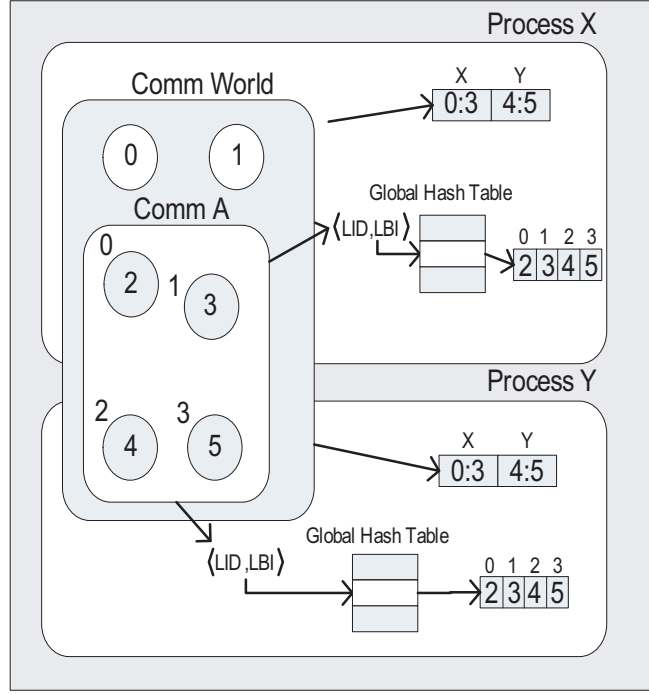 Process X
Comm World
X Y
0:3 4:5
0 1
Global Hash Table
Comm A
⟨LID,LBI⟩
0 1 2 3
2 3 4 5
0
2
1
3
Process Y
2
4
3
5
X Y
0:3 4:5
Global Hash Table
⟨LID,LBI⟩
0 1 2 3
2 3 4 5